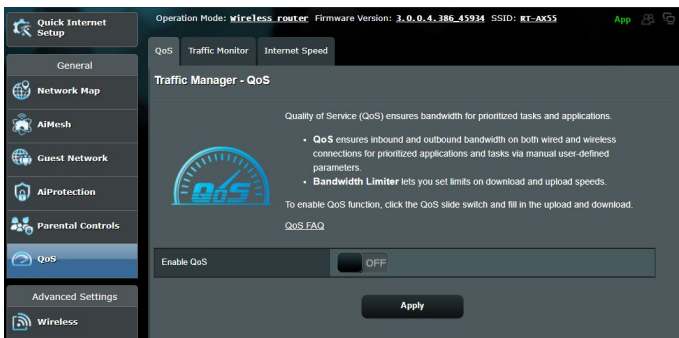 Quick Internet
Setup
Operation Mode: Wireless router Firmware Version: 3.0.0.4.386_45934 SSID: RT-AX55
App
QoS
Traffic Monitor
Internet Speed
General
Traffic Manager - QoS
Network Map
AiMesh
Guest Network
AiProtection
Parental Controls
QoS
Quality of Service (QoS) ensures bandwidth for prioritized tasks and applications.
• QoS ensures inbound and outbound bandwidth on both wired and wireless
connections for prioritized applications and tasks via manual user-defined
parameters.
• Bandwidth Limiter lets you set limits on download and upload speeds.
To enable QoS function, click the QoS slide switch and fill in the upload and download.
QoS FAQ
QoS
Enable QoS
OFF
Apply
Advanced Settings
Wireless